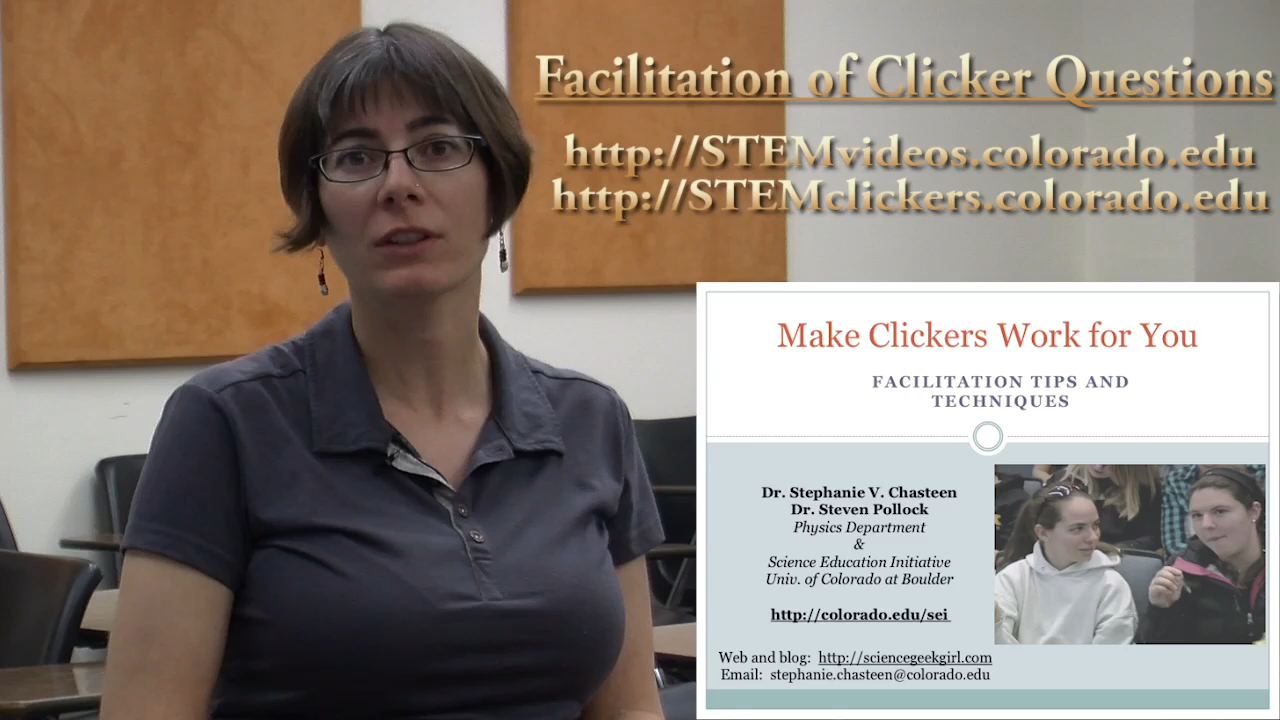 Facilitation of Clicker Questions
http://STEMvideos.colorado.edu
http://STEMclickers.colorado.edu
Make Clickers Work for You
FACILITATION TIPS AND
TECHNIQUES
Dr. Stephanie V. Chasteen
Dr. Steven Pollock
Physics Department
&
Science Education Initiative
Univ. of Colorado at Boulder
http://colorado.edu/sei
Web and blog: http://sciencegeekgirl.com
Email: stephanie.chasteen@colorado.edu